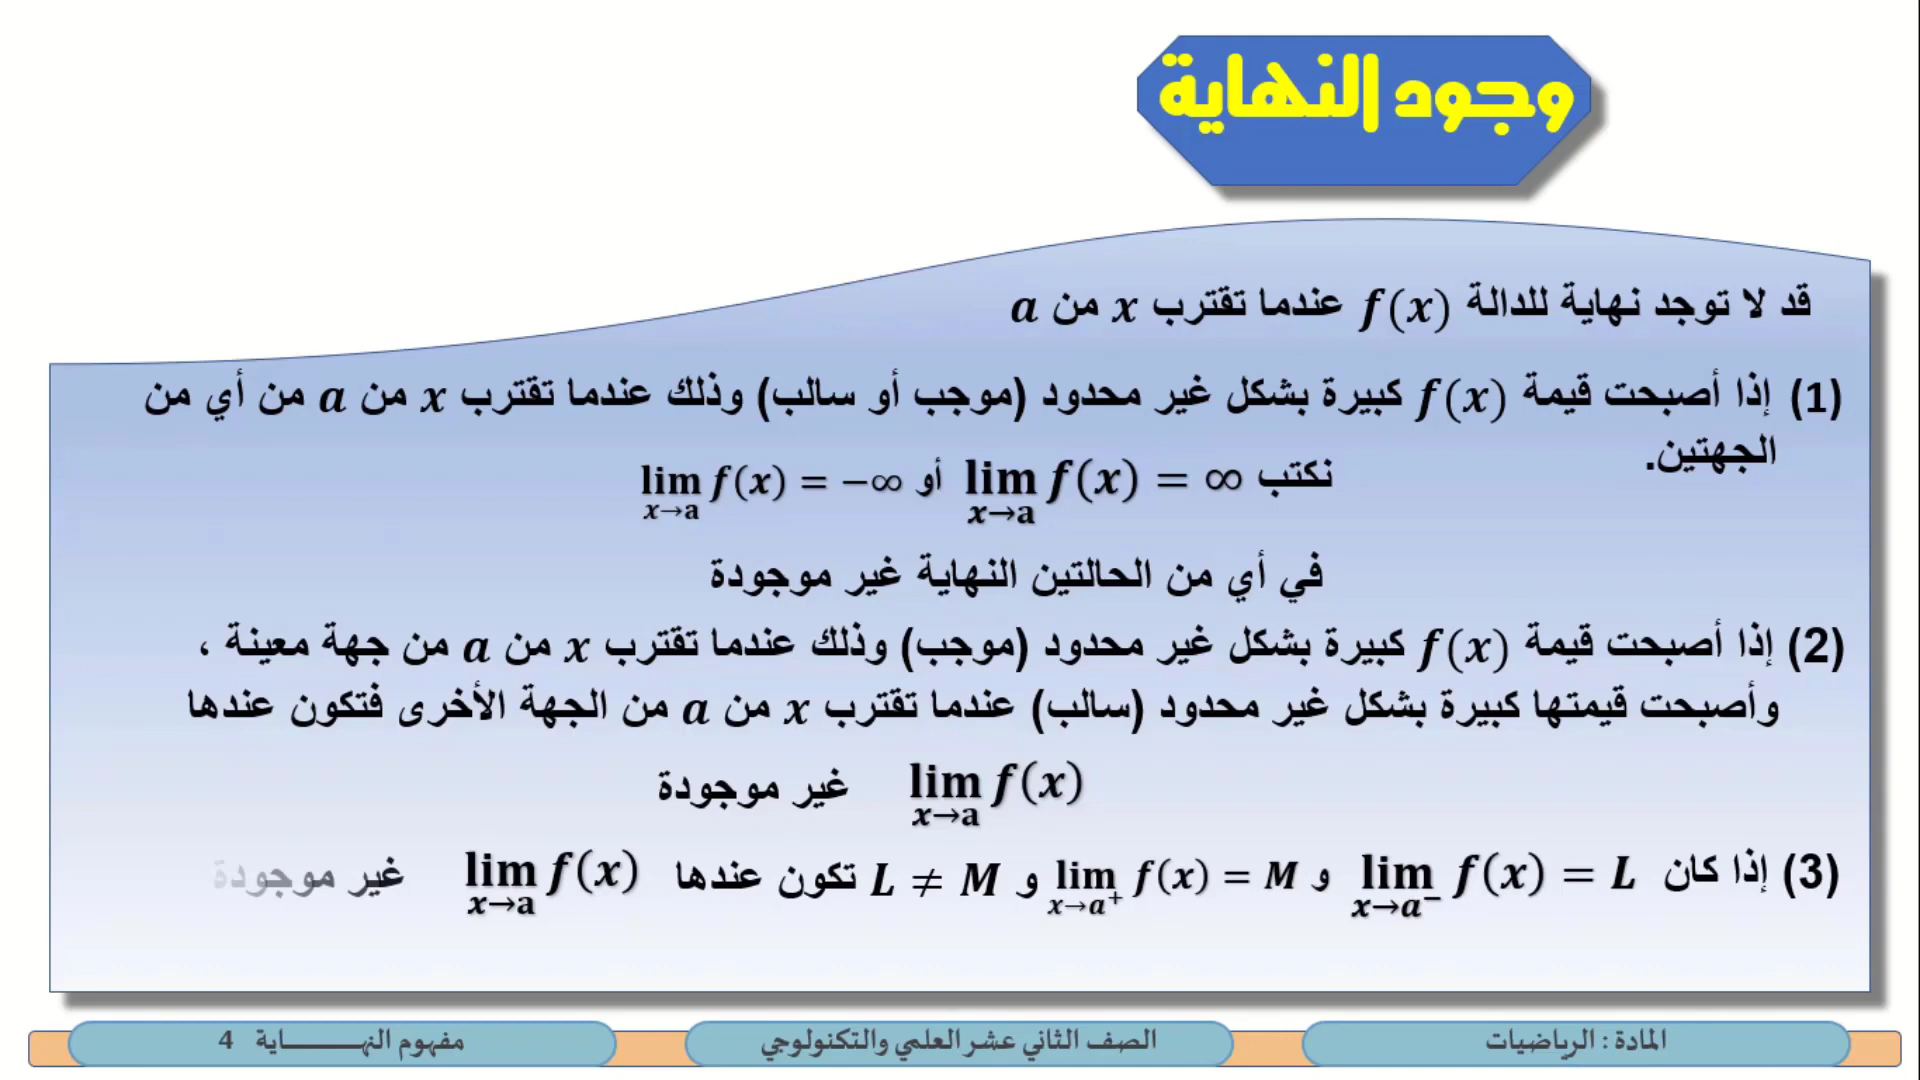 وجود النهاية
قد لا توجد نهاية للدالة f(x) عندما تقترب x من a
(1) إذا أصبحت قيمة f(x) كبيرة بشكل غير محدود (موجب أو سالب) وذلك عندما تقترب x من a من أي من
الجهتين.
نكتب lim x→a f(x) = ∞ أو lim x→a f(x) = −∞
في أي من الحالتين النهاية غير موجودة
(2) إذا أصبحت قيمة f(x) كبيرة بشكل غير محدود (موجب) وذلك عندما تقترب x من a من جهة معينة ،
وأصبحت قيمتها كبيرة بشكل غير محدود (سالب) عندما تقترب x من a من الجهة الأخرى فتكون عندها
lim x→a f(x) غير موجودة
(3) إذا كان lim x→a⁻ f(x) = L و lim x→a⁺ f(x) = M و L ≠ M تكون عندها lim x→a f(x) غير موجودة
المادة : الرياضيات
الصف الثاني عشر العلمي والتكنولوجي
مفهوم النهـــــــــاية 4